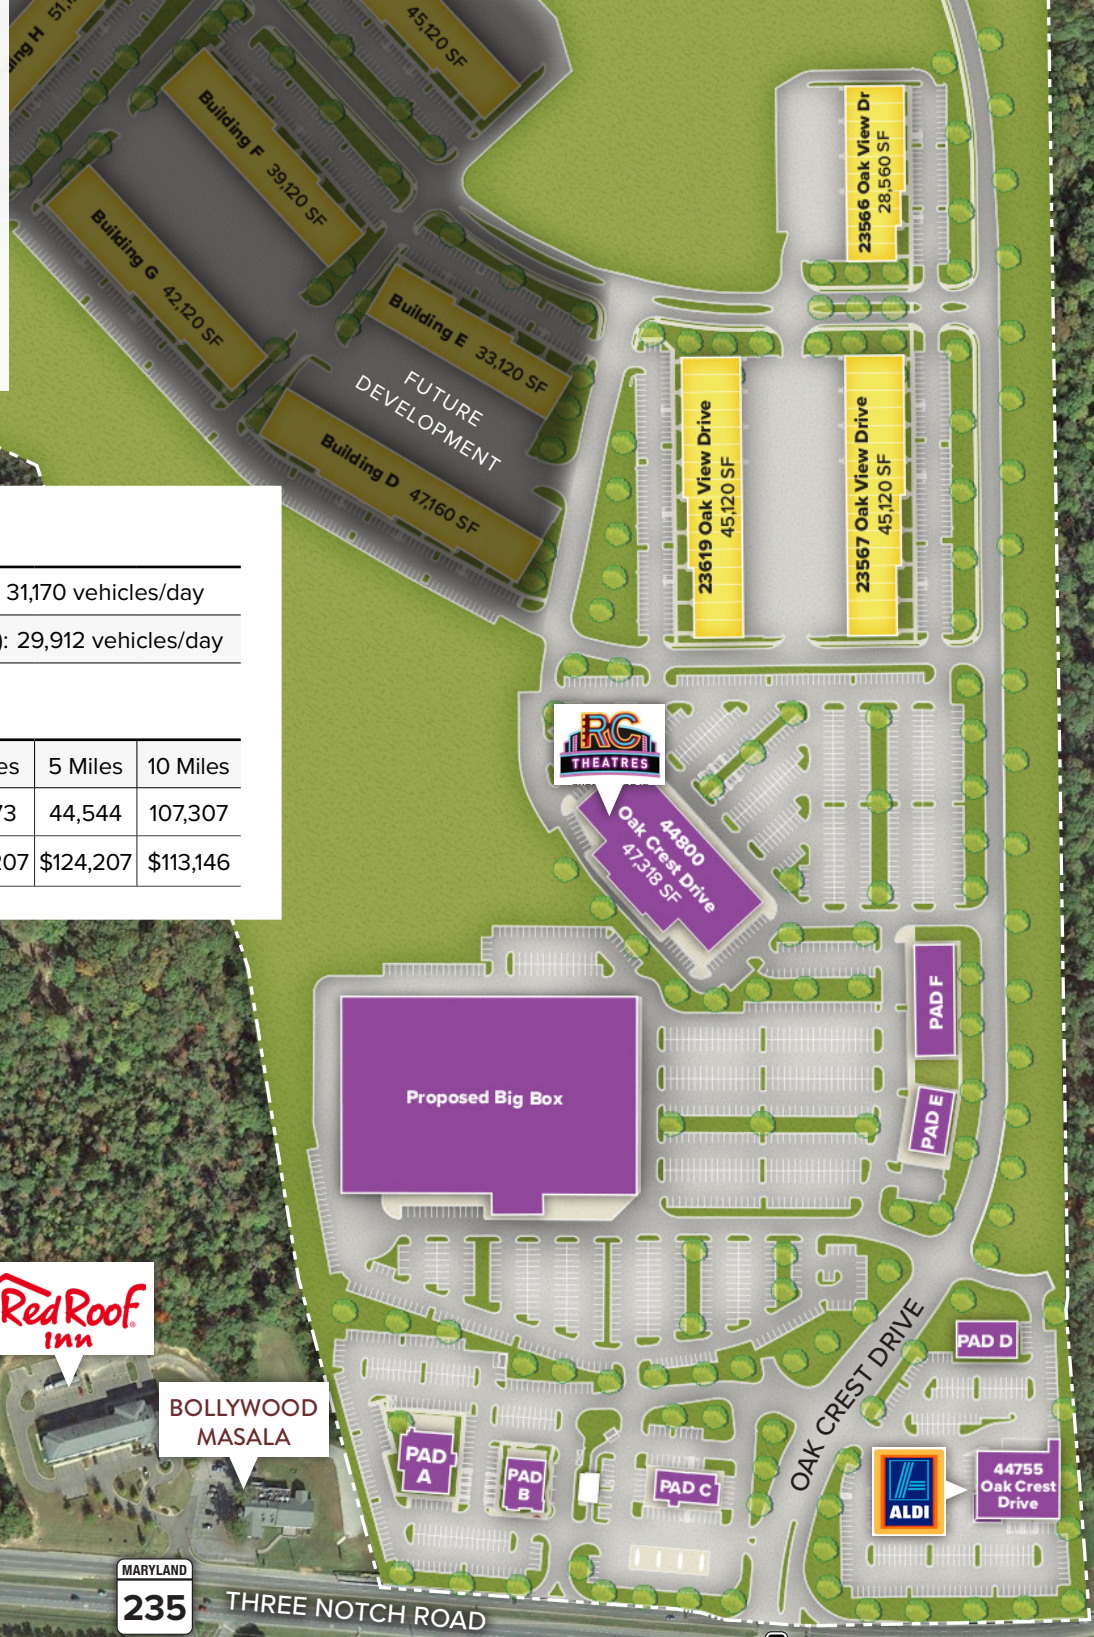 ing H 51,1
45,120 SF
Building F 39,120 SF
Building G 42,120 SF
Building E 33,120 SF
FUTURE
DEVELOPMENT
Building D 47,160 SF
23566 Oak View Dr
28,560 SF
23619 Oak View Drive
45,120 SF
23567 Oak View Drive
45,120 SF
31,170 vehicles/day
): 29,912 vehicles/day
es 5 Miles 10 Miles
73 44,544 107,307
207 $124,207 $113,146
RC
THEATRES
44800
Oak Crest Drive
47,318 SF
PAD F
PAD E
Proposed Big Box
Red Roof
Inn
BOLLYWOOD
MASALA
OAK CREST DRIVE
PAD D
PAD
A
PAD
B
PAD C
ALDI
44755
Oak Crest
Drive
MARYLAND
235
THREE NOTCH ROAD